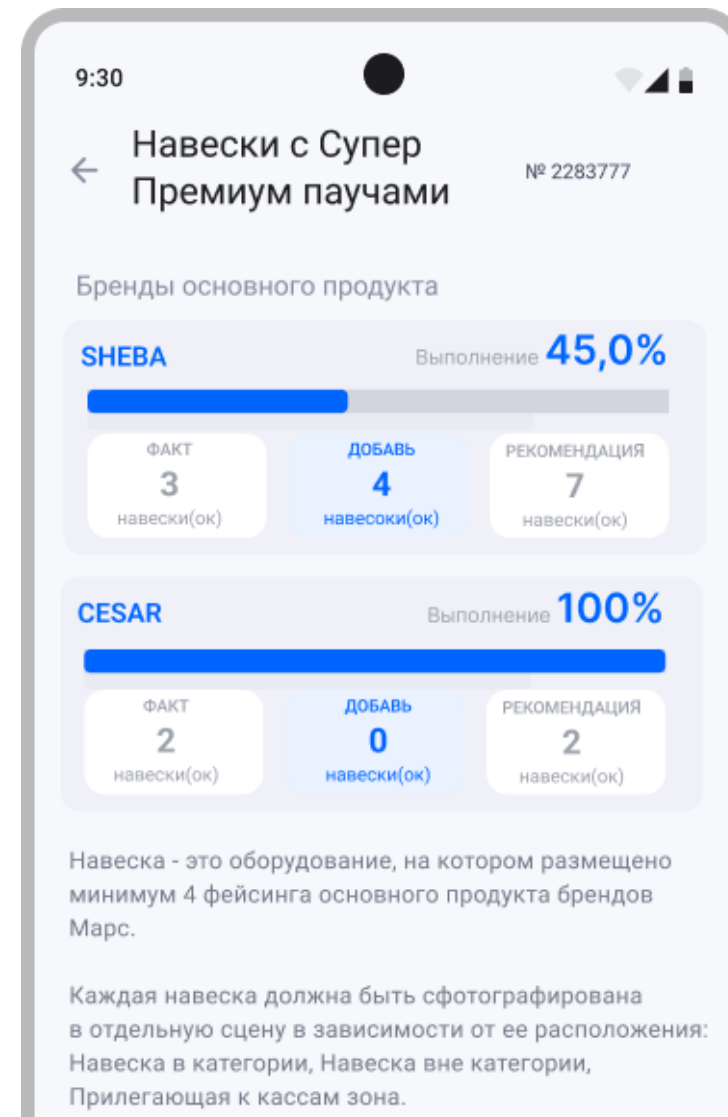 9:30
Навески с Супер
Премиум паучами
№ 2283777
Бренды основного продукта
SHEBA
Выполнение 45,0%
ФАКТ
3
навески(ок)
ДОБАВЬ
4
навесоки(ок)
РЕКОМЕНДАЦИЯ
7
навески(ок)
CESAR
Выполнение 100%
ФАКТ
2
навески(ок)
ДОБАВЬ
0
навески(ок)
РЕКОМЕНДАЦИЯ
2
навески(ок)
Навеска - это оборудование, на котором размещено
минимум 4 фейсинга основного продукта брендов
Марс.
Каждая навеска должна быть сфотографирована
в отдельную сцену в зависимости от ее расположения:
Навеска в категории, Навеска вне категории,
Прилегающая к кассам зона.